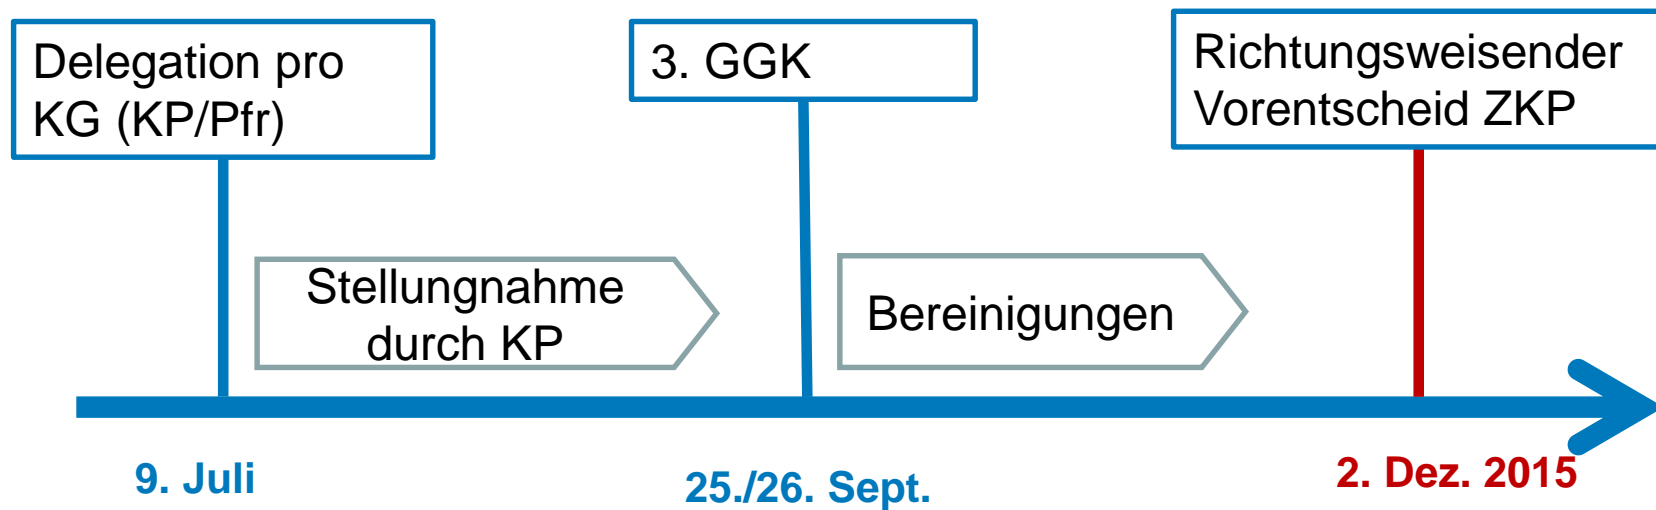 Delegation pro
KG (KP/Pfr)
3. GGK
Richtungsweisender
Vorentscheid ZKP
Stellungnahme
durch KP
Bereinigungen
9. Juli
25./26. Sept.
2. Dez. 2015